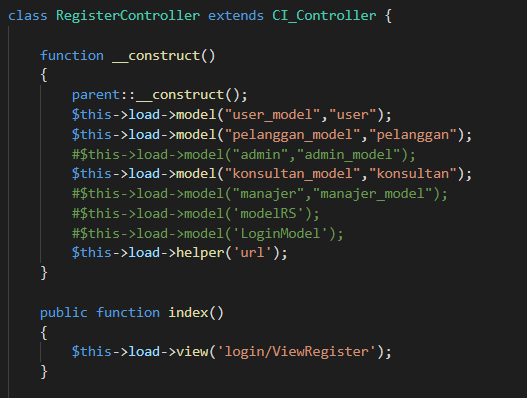 class RegisterController extends CI_Controller {
function __construct()
{
parent::__construct();
$this->load->model("user_model","user");
$this->load->model("pelanggan_model","pelanggan");
#$this->load->model("admin","admin_model");
$this->load->model("konsultan_model","konsultan");
#$this->load->model("manajer","manajer_model");
#$this->load->model('modelRS');
#$this->load->model('LoginModel');
$this->load->helper('url');
}
public function index()
{
$this->load->view('login/ViewRegister');
}